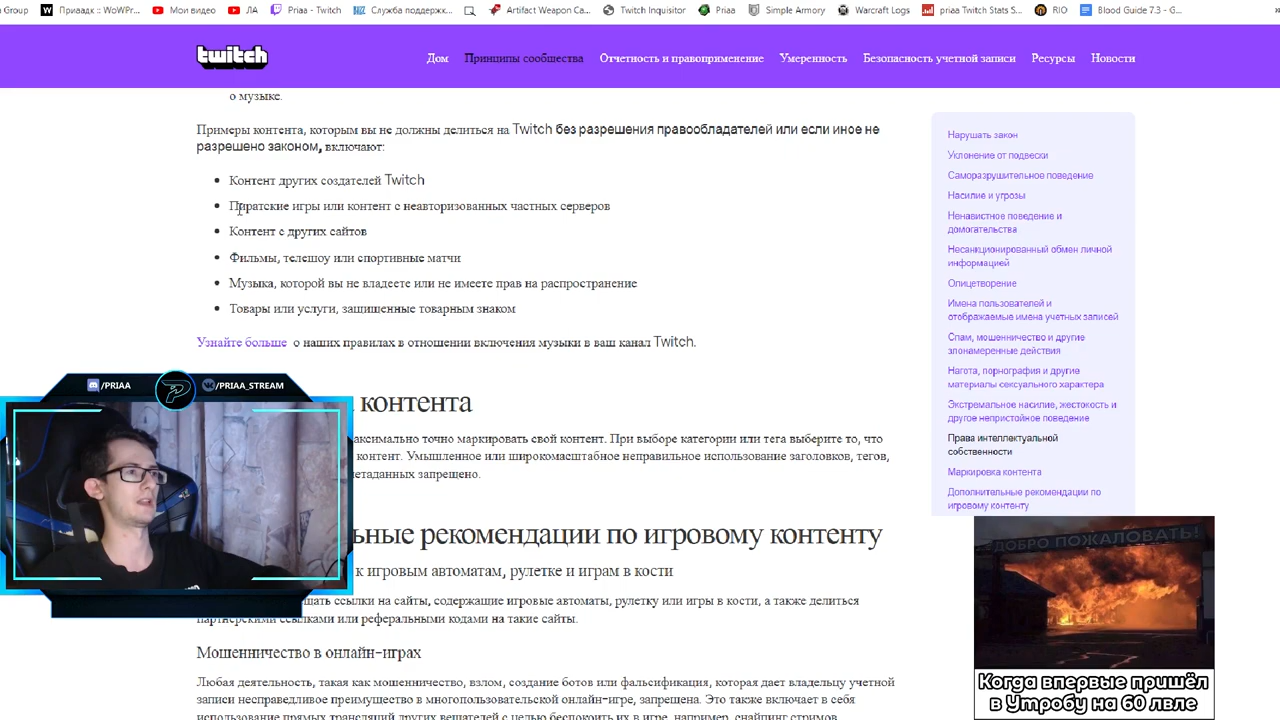 Group
Приаадк :: WoWPr...
Мои видео
ЛА
Priaa - Twitch
Служба поддержк...
Artifact Weapon Ca...
Twitch Inquisitor
Priaa
Simple Armory
Warcraft Logs
priaa Twitch Stats S...
RIO
Blood Guide 7.3 - G...
twitch
Дом
Принципы сообщества
Отчетность и правоприменение
Умеренность
Безопасность учетной записи
Ресурсы
Новости
о музыке.
Примеры контента, которым вы не должны делиться на Twitch без разрешения правообладателей или если иное не
разрешено законом, включают:
Контент других создателей Twitch
Пиратские игры или контент с неавторизованных частных серверов
Контент с других сайтов
Фильмы, телешоу или спортивные матчи
Музыка, которой вы не владеете или не имеете прав на распространение
Товары или услуги, защищенные товарным знаком
Узнайте больше о наших правилах в отношении включения музыки в ваш канал Twitch.
контента
аксимально точно маркировать свой контент. При выборе категории или тега выберите то, что
контент. Умышленное или широкомасштабное неправильное использование заголовков, тегов,
етаданных запрещено.
ьные рекомендации по игровому контенту
к игровым автоматам, рулетке и играм в кости
щать ссылки на сайты, содержащие игровые автоматы, рулетку или игры в кости, а также делиться
партнерскими ссылками или реферальными кодами на такие сайты.
Мошенничество в онлайн-играх
Любая деятельность, такая как мошенничество, взлом, создание ботов или фальсификация, которая дает владельцу учетной
записи несправедливое преимущество в многопользовательской онлайн-игре, запрещена. Это также включает в себя
использование прямых трансляций других вещателей с целью беспокоить их в игре, например, снайпинг стримов.
Нарушать закон
Уклонение от подвески
Саморазрушительное поведение
Насилие и угрозы
Ненавистное поведение и
домогательства
Несанкционированный обмен личной
информацией
Олицетворение
Имена пользователей и
отображаемые имена учетных записей
Спам, мошенничество и другие
злонамеренные действия
Нагота, порнография и другие
материалы сексуального характера
Экстремальное насилие, жестокость и
другое непристойное поведение
Права интеллектуальной
собственности
Маркировка контента
Дополнительные рекомендации по
игровому контенту
/PRIAA
/PRIAA_STREAM
ДОБРО ПОЖАЛОВАТЬ!
Когда впервые пришёл
в Утробу на 60 лвле